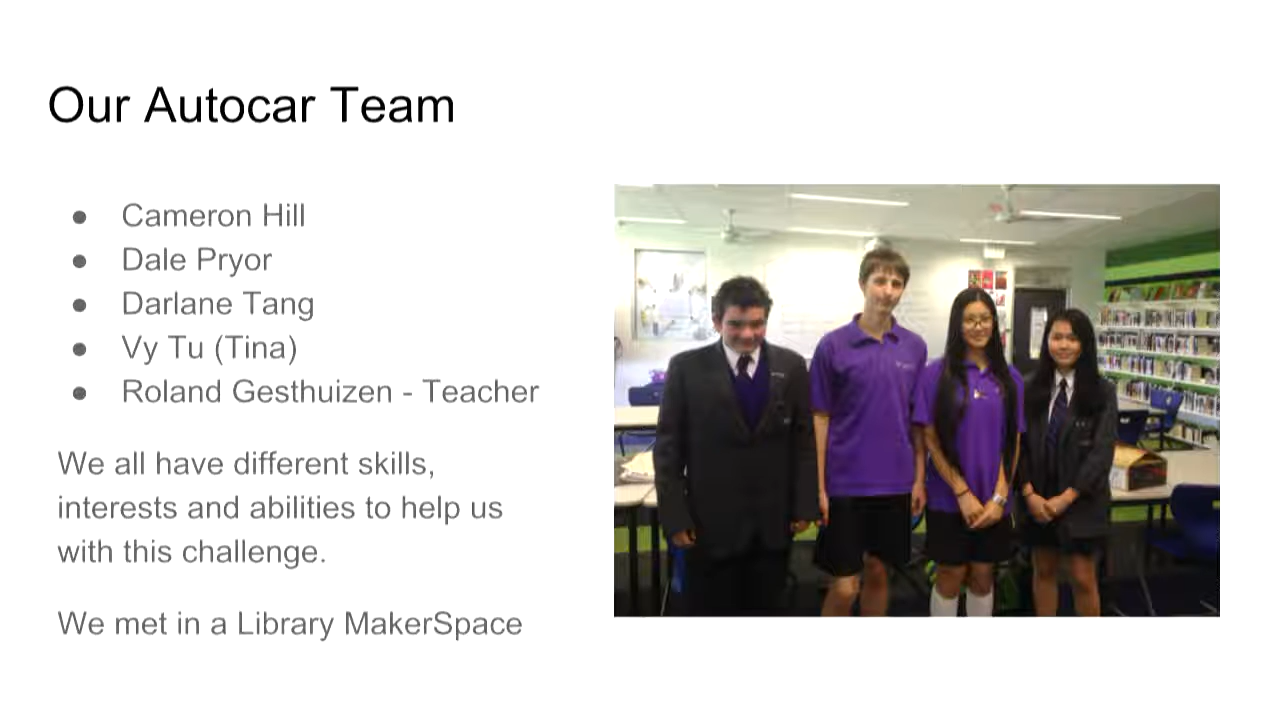 Our Autocar Team
● Cameron Hill
● Dale Pryor
● Darlane Tang
● Vy Tu (Tina)
● Roland Gesthuizen - Teacher
We all have different skills,
interests and abilities to help us
with this challenge.
We met in a Library MakerSpace